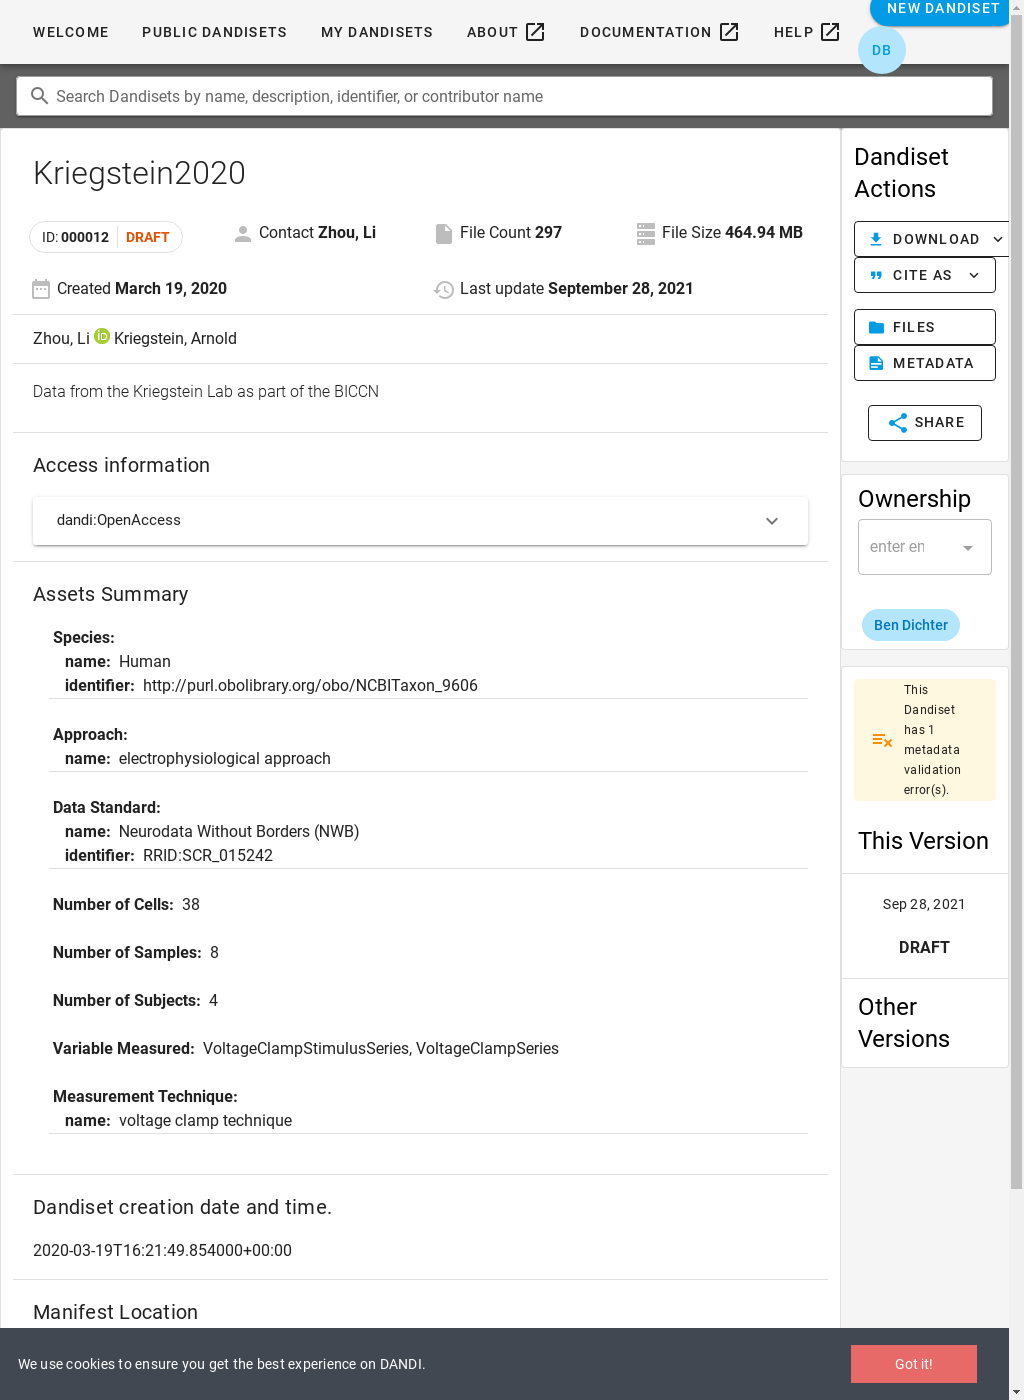 WELCOME PUBLIC DANDISETS MY DANDISETS ABOUT DOCUMENTATION HELP NEW DANDISET
DB
Search Dandisets by name, description, identifier, or contributor name
Kriegstein2020
ID: 000012 DRAFT Contact Zhou, Li File Count 297 File Size 464.94 MB
Created March 19, 2020 Last update September 28, 2021
Zhou, Li iD Kriegstein, Arnold
Data from the Kriegstein Lab as part of the BICCN
Access information
dandi:OpenAccess
Assets Summary
Species:
name: Human
identifier: http://purl.obolibrary.org/obo/NCBITaxon_9606
Approach:
name: electrophysiological approach
Data Standard:
name: Neurodata Without Borders (NWB)
identifier: RRID:SCR_015242
Number of Cells: 38
Number of Samples: 8
Number of Subjects: 4
Variable Measured: VoltageClampStimulusSeries, VoltageClampSeries
Measurement Technique:
name: voltage clamp technique
Dandiset creation date and time.
2020-03-19T16:21:49.854000+00:00
Manifest Location
Dandiset
Actions
DOWNLOAD
CITE AS
FILES
METADATA
SHARE
Ownership
enter en
Ben Dichter
This
Dandiset
has 1
metadata
validation
error(s).
This Version
Sep 28, 2021
DRAFT
Other
Versions
We use cookies to ensure you get the best experience on DANDI.
Got it!